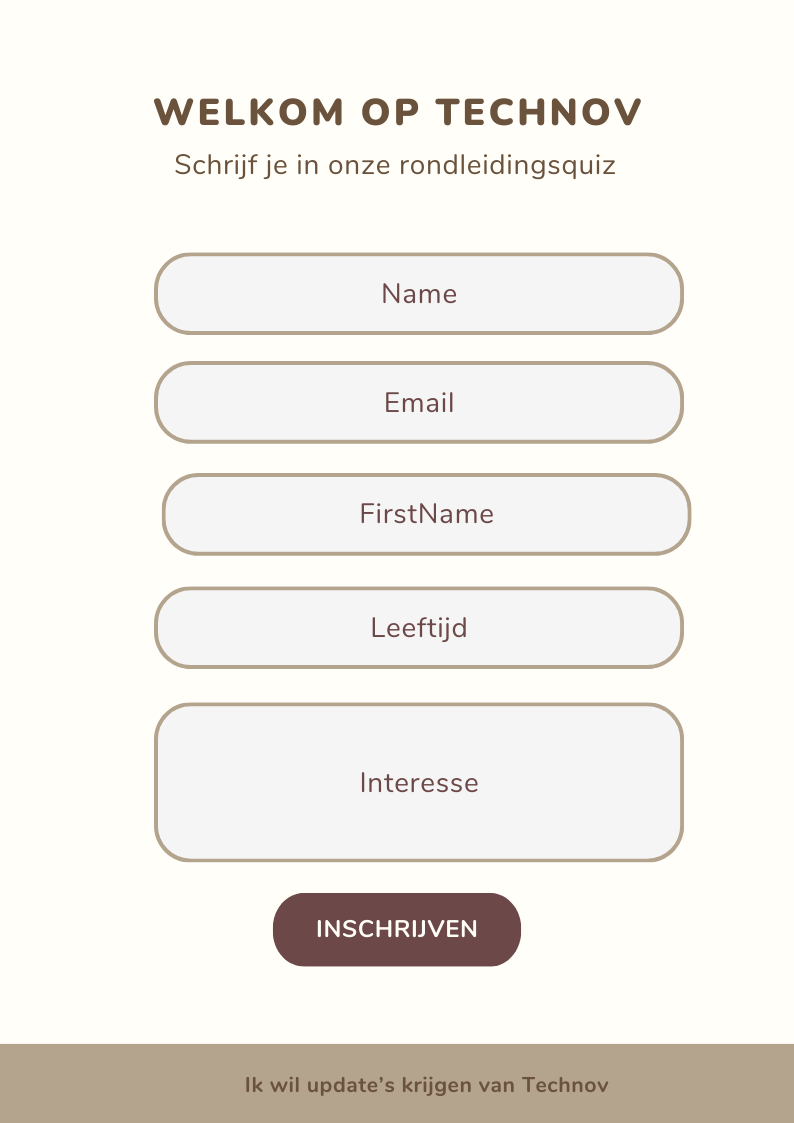 WELKOM OP TECHNOV
Schrijf je in onze rondleidingsquiz
Name
Email
FirstName
Leeftijd
Interesse
INSCHRIJVEN
Ik wil update’s krijgen van Technov